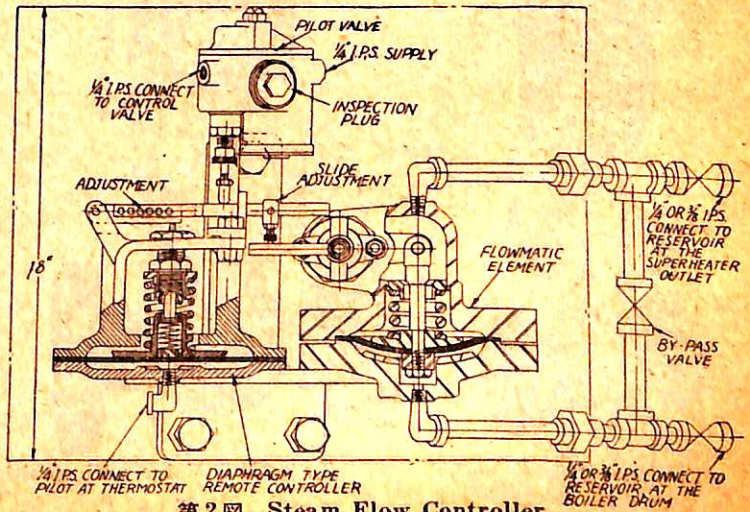 PILOT VALVE
¼" I.P.S. SUPPLY
¼" I.P.S. CONNECT
TO CONTROL
VALVE
INSPECTION
PLUG
SLIDE
ADJUSTMENT
ADJUSTMENT
18"
FLOWMATIC
ELEMENT
¼" OR ⅜" I.P.S.
CONNECT TO
RESERVOIR
AT THE
SUPERHEATER
OUTLET
BY-PASS
VALVE
¼" I.P.S. CONNECT TO
PILOT AT THERMOSTAT
DIAPHRAGM TYPE
REMOTE CONTROLLER
¼" OR ⅜" I.P.S. CONNECT TO
RESERVOIR AT THE
BOILER DRUM
第2図 Steam Flow Controller